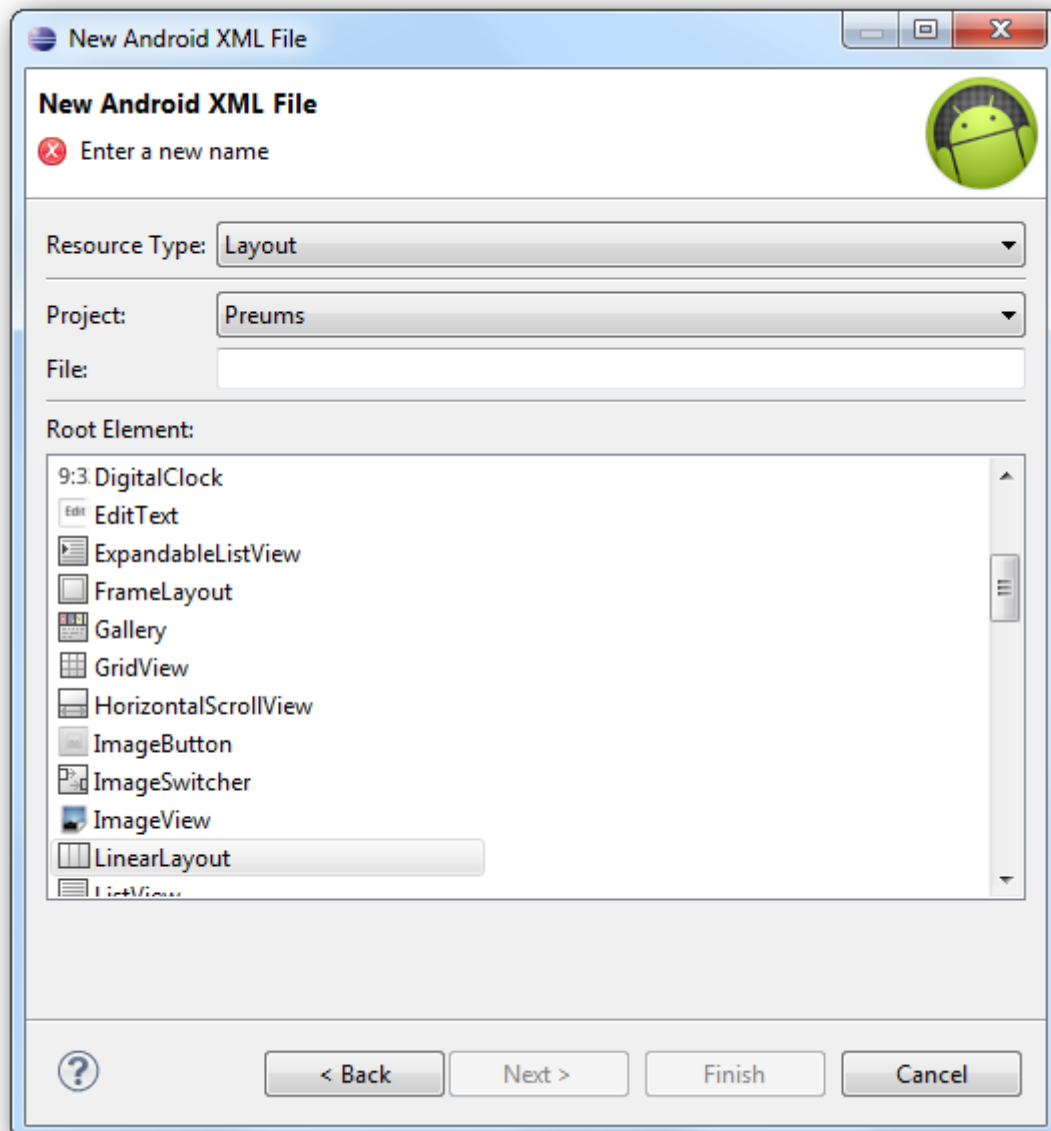 New Android XML File
New Android XML File
Enter a new name
Resource Type: Layout
Project: Preums
File:
Root Element:
9:3 DigitalClock
Edit EditText
ExpandableListView
FrameLayout
Gallery
GridView
HorizontalScrollView
ImageButton
ImageSwitcher
ImageView
LinearLayout
ListView
< Back Next > Finish Cancel